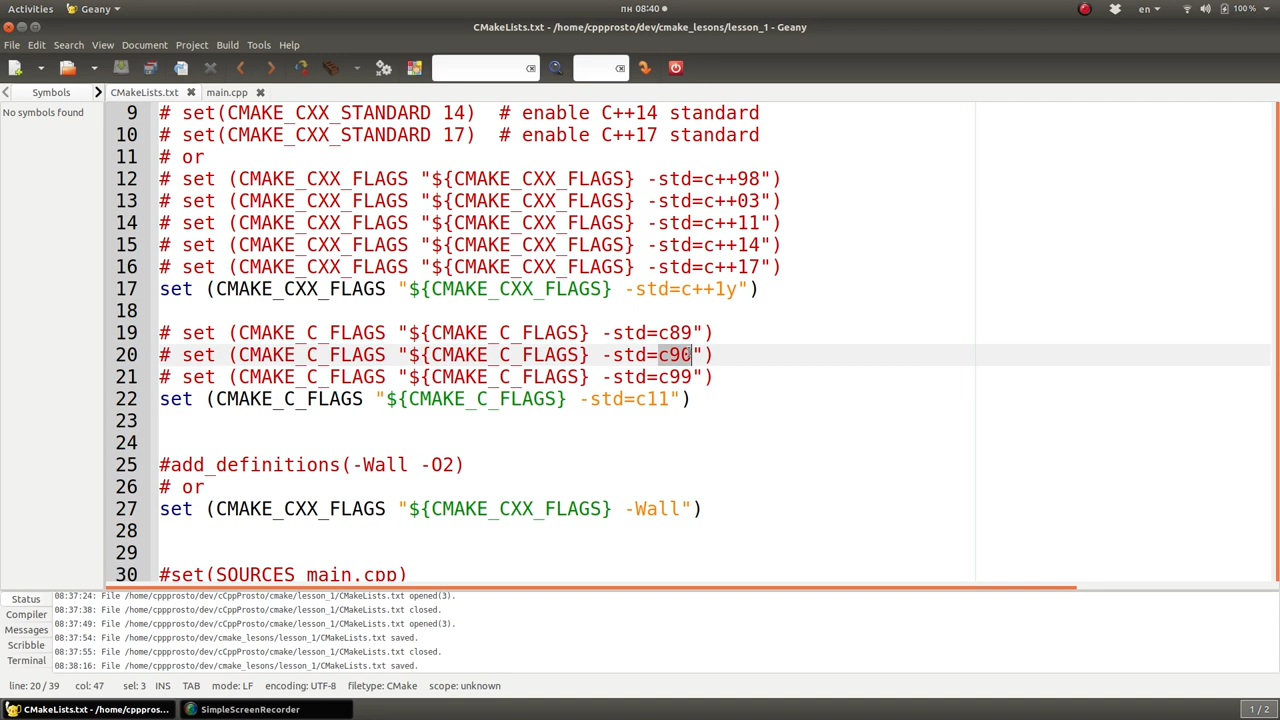 Activities
Geany
пн 08:40
en
100 %
CMakeLists.txt - /home/cppprosto/dev/cmake_lesons/lesson_1 - Geany
File Edit Search View Document Project Build Tools Help
Symbols
CMakeLists.txt
main.cpp
No symbols found
9 # set(CMAKE_CXX_STANDARD 14)  # enable C++14 standard
10 # set(CMAKE_CXX_STANDARD 17)  # enable C++17 standard
11 # or
12 # set (CMAKE_CXX_FLAGS "${CMAKE_CXX_FLAGS} -std=c++98")
13 # set (CMAKE_CXX_FLAGS "${CMAKE_CXX_FLAGS} -std=c++03")
14 # set (CMAKE_CXX_FLAGS "${CMAKE_CXX_FLAGS} -std=c++11")
15 # set (CMAKE_CXX_FLAGS "${CMAKE_CXX_FLAGS} -std=c++14")
16 # set (CMAKE_CXX_FLAGS "${CMAKE_CXX_FLAGS} -std=c++17")
17 set (CMAKE_CXX_FLAGS "${CMAKE_CXX_FLAGS} -std=c++1y")
18
19 # set (CMAKE_C_FLAGS "${CMAKE_C_FLAGS} -std=c89")
20 # set (CMAKE_C_FLAGS "${CMAKE_C_FLAGS} -std=c90")
21 # set (CMAKE_C_FLAGS "${CMAKE_C_FLAGS} -std=c99")
22 set (CMAKE_C_FLAGS "${CMAKE_C_FLAGS} -std=c11")
23
24
25 #add_definitions(-Wall -O2)
26 # or
27 set (CMAKE_CXX_FLAGS "${CMAKE_CXX_FLAGS} -Wall")
28
29
30 #set(SOURCES main.cpp)
Status
Compiler
Messages
Scribble
Terminal
08:37:24: File /home/cppprosto/dev/cCppProsto/cmake/lesson_1/CMakeLists.txt opened(3).
08:37:38: File /home/cppprosto/dev/cCppProsto/cmake/lesson_1/CMakeLists.txt closed.
08:37:49: File /home/cppprosto/dev/cCppProsto/cmake/lesson_1/CMakeLists.txt opened(3).
08:37:54: File /home/cppprosto/dev/cmake_lesons/lesson_1/CMakeLists.txt saved.
08:37:55: File /home/cppprosto/dev/cCppProsto/cmake/lesson_1/CMakeLists.txt closed.
08:38:16: File /home/cppprosto/dev/cmake_lesons/lesson_1/CMakeLists.txt saved.
line: 20 / 39 col: 47 sel: 3 INS TAB mode: LF encoding: UTF-8 filetype: CMake scope: unknown
CMakeLists.txt - /home/cpppros...
SimpleScreenRecorder
1 / 2